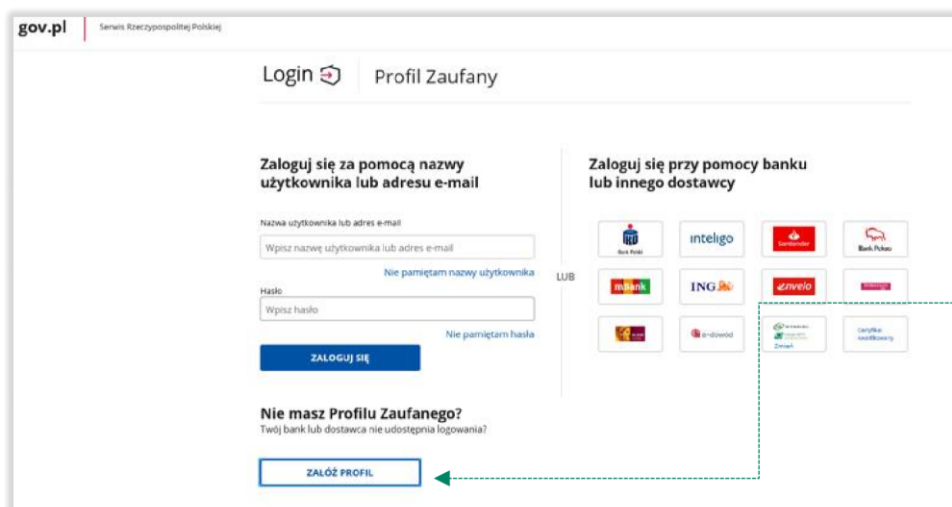 gov.pl
Serwis Rzeczypospolitej Polskiej
Login
Profil Zaufany
Zaloguj się za pomocą nazwy
użytkownika lub adresu e-mail
Nazwa użytkownika lub adres e-mail
Wpisz nazwę użytkownika lub adres e-mail
Nie pamiętam nazwy użytkownika
Hasło
Wpisz hasło
Nie pamiętam hasła
ZALOGUJ SIĘ
LUB
Zaloguj się przy pomocy banku
lub innego dostawcy
Bank Polski
inteligo
Santander
Bank Pekao
mBank
ING
envelo
e-dowód
Certyfikat
kwalifikowany
Nie masz Profilu Zaufanego?
Twój bank lub dostawca nie udostępnia logowania?
ZAŁÓŻ PROFIL